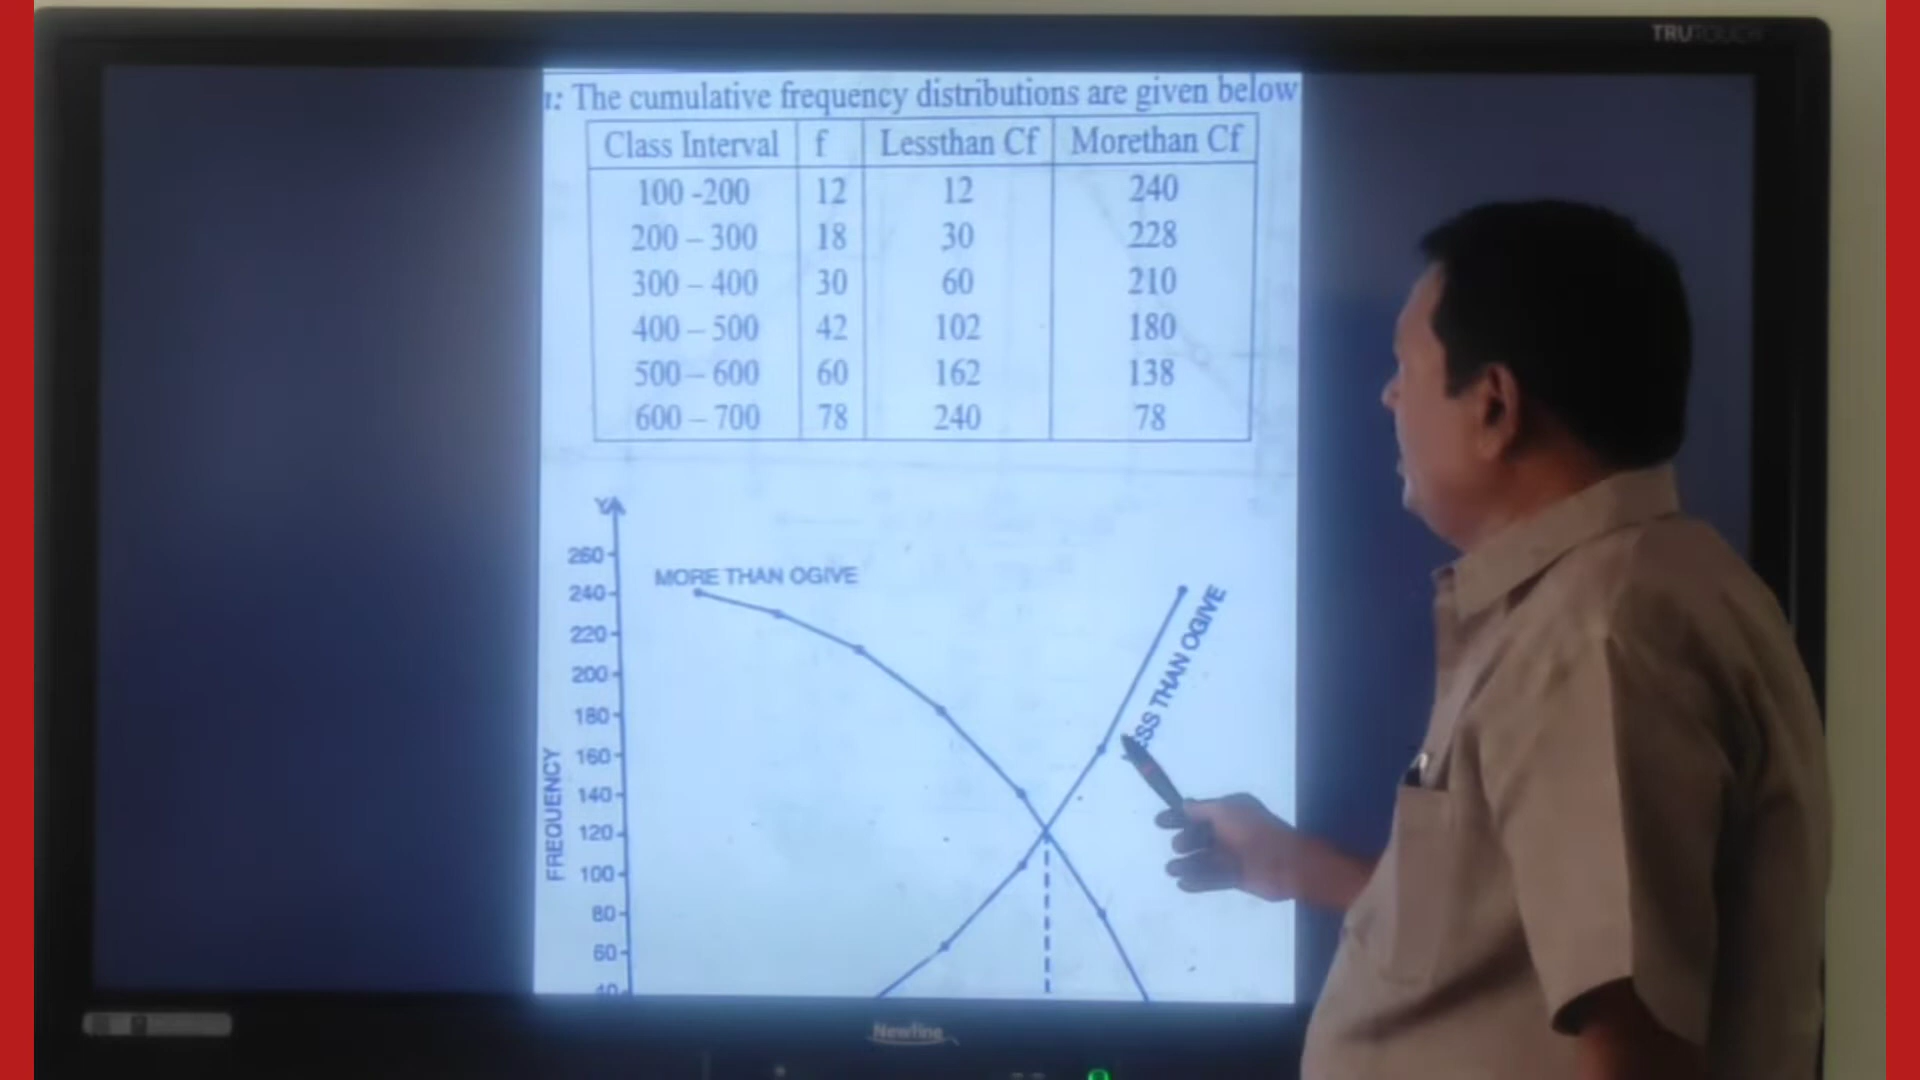 TRUTOUCH
: The cumulative frequency distributions are given below
Class Interval f Lessthan Cf Morethan Cf
100 -200 12 12 240
200 – 300 18 30 228
300 – 400 30 60 210
400 – 500 42 102 180
500 – 600 60 162 138
600 – 700 78 240 78
Y
260
MORE THAN OGIVE
240
220
200
180
160
140
120
100
80
60
40
FREQUENCY
LESS THAN OGIVE
Newline